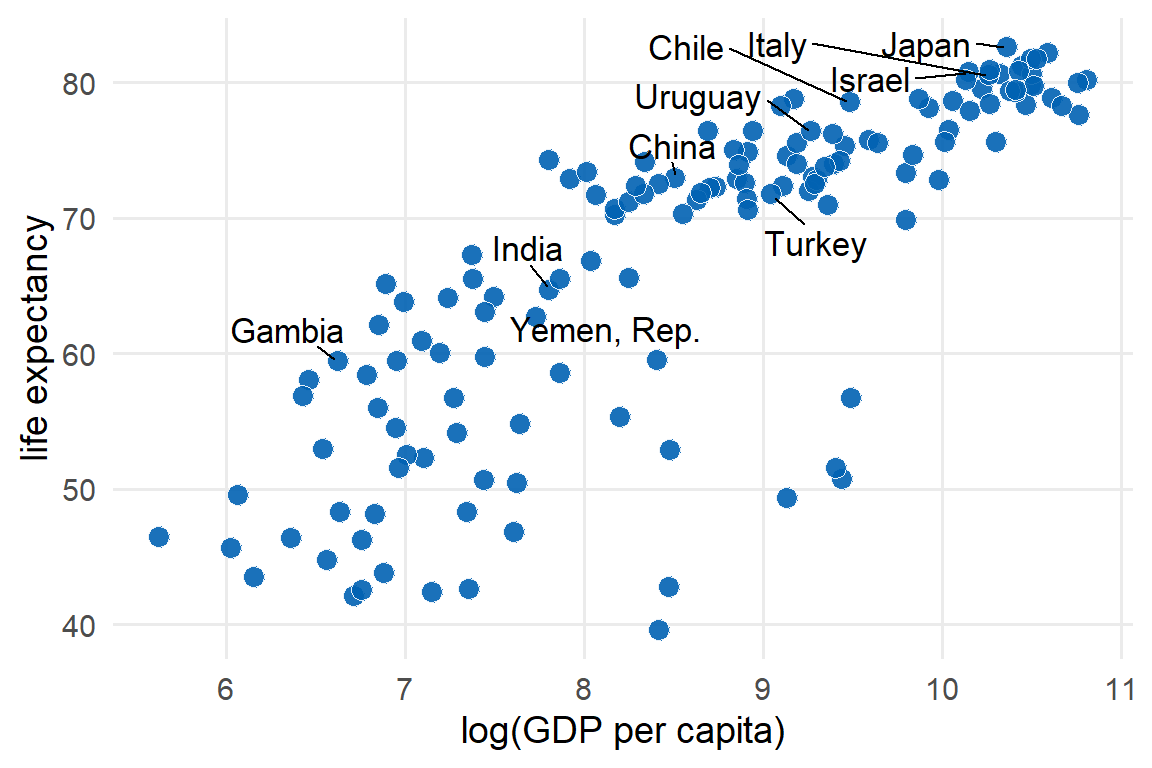 Japan
Italy
Chile
Israel
80
Uruguay
China
70
Turkey
India
Gambia
Yemen, Rep.
60
50
40
life expectancy
6 7 8 9 10 11
log(GDP per capita)